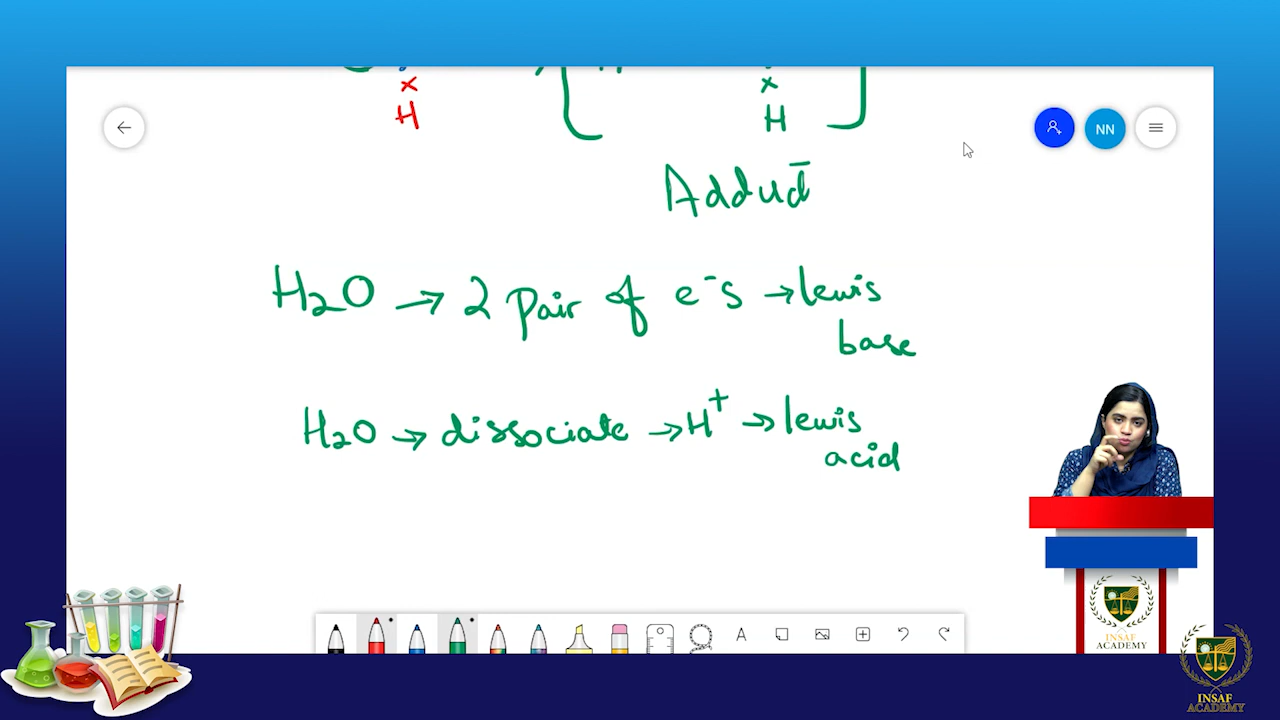 x x
H H
Adduct
H2O → 2 pair of e⁻s → lewis
base
H2O → dissociate → H⁺ → lewis
acid
NN
A
INSAF
ACADEMY
INSAF
ACADEMY